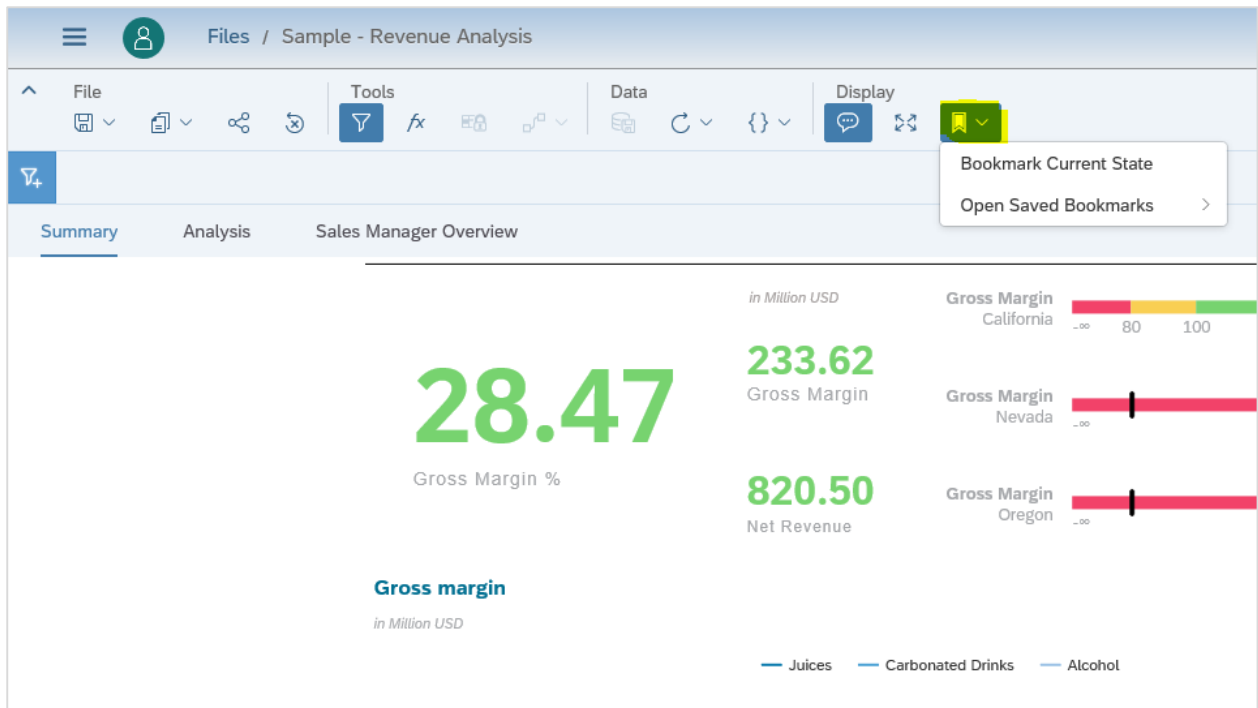 Files / Sample - Revenue Analysis
File
Tools
Data
Display
fx
{}
Bookmark Current State
Open Saved Bookmarks
Summary
Analysis
Sales Manager Overview
28.47
Gross Margin %
in Million USD
233.62
Gross Margin
820.50
Net Revenue
Gross Margin
California
-∞ 80 100
Gross Margin
Nevada
-∞
Gross Margin
Oregon
-∞
Gross margin
in Million USD
Juices
Carbonated Drinks
Alcohol